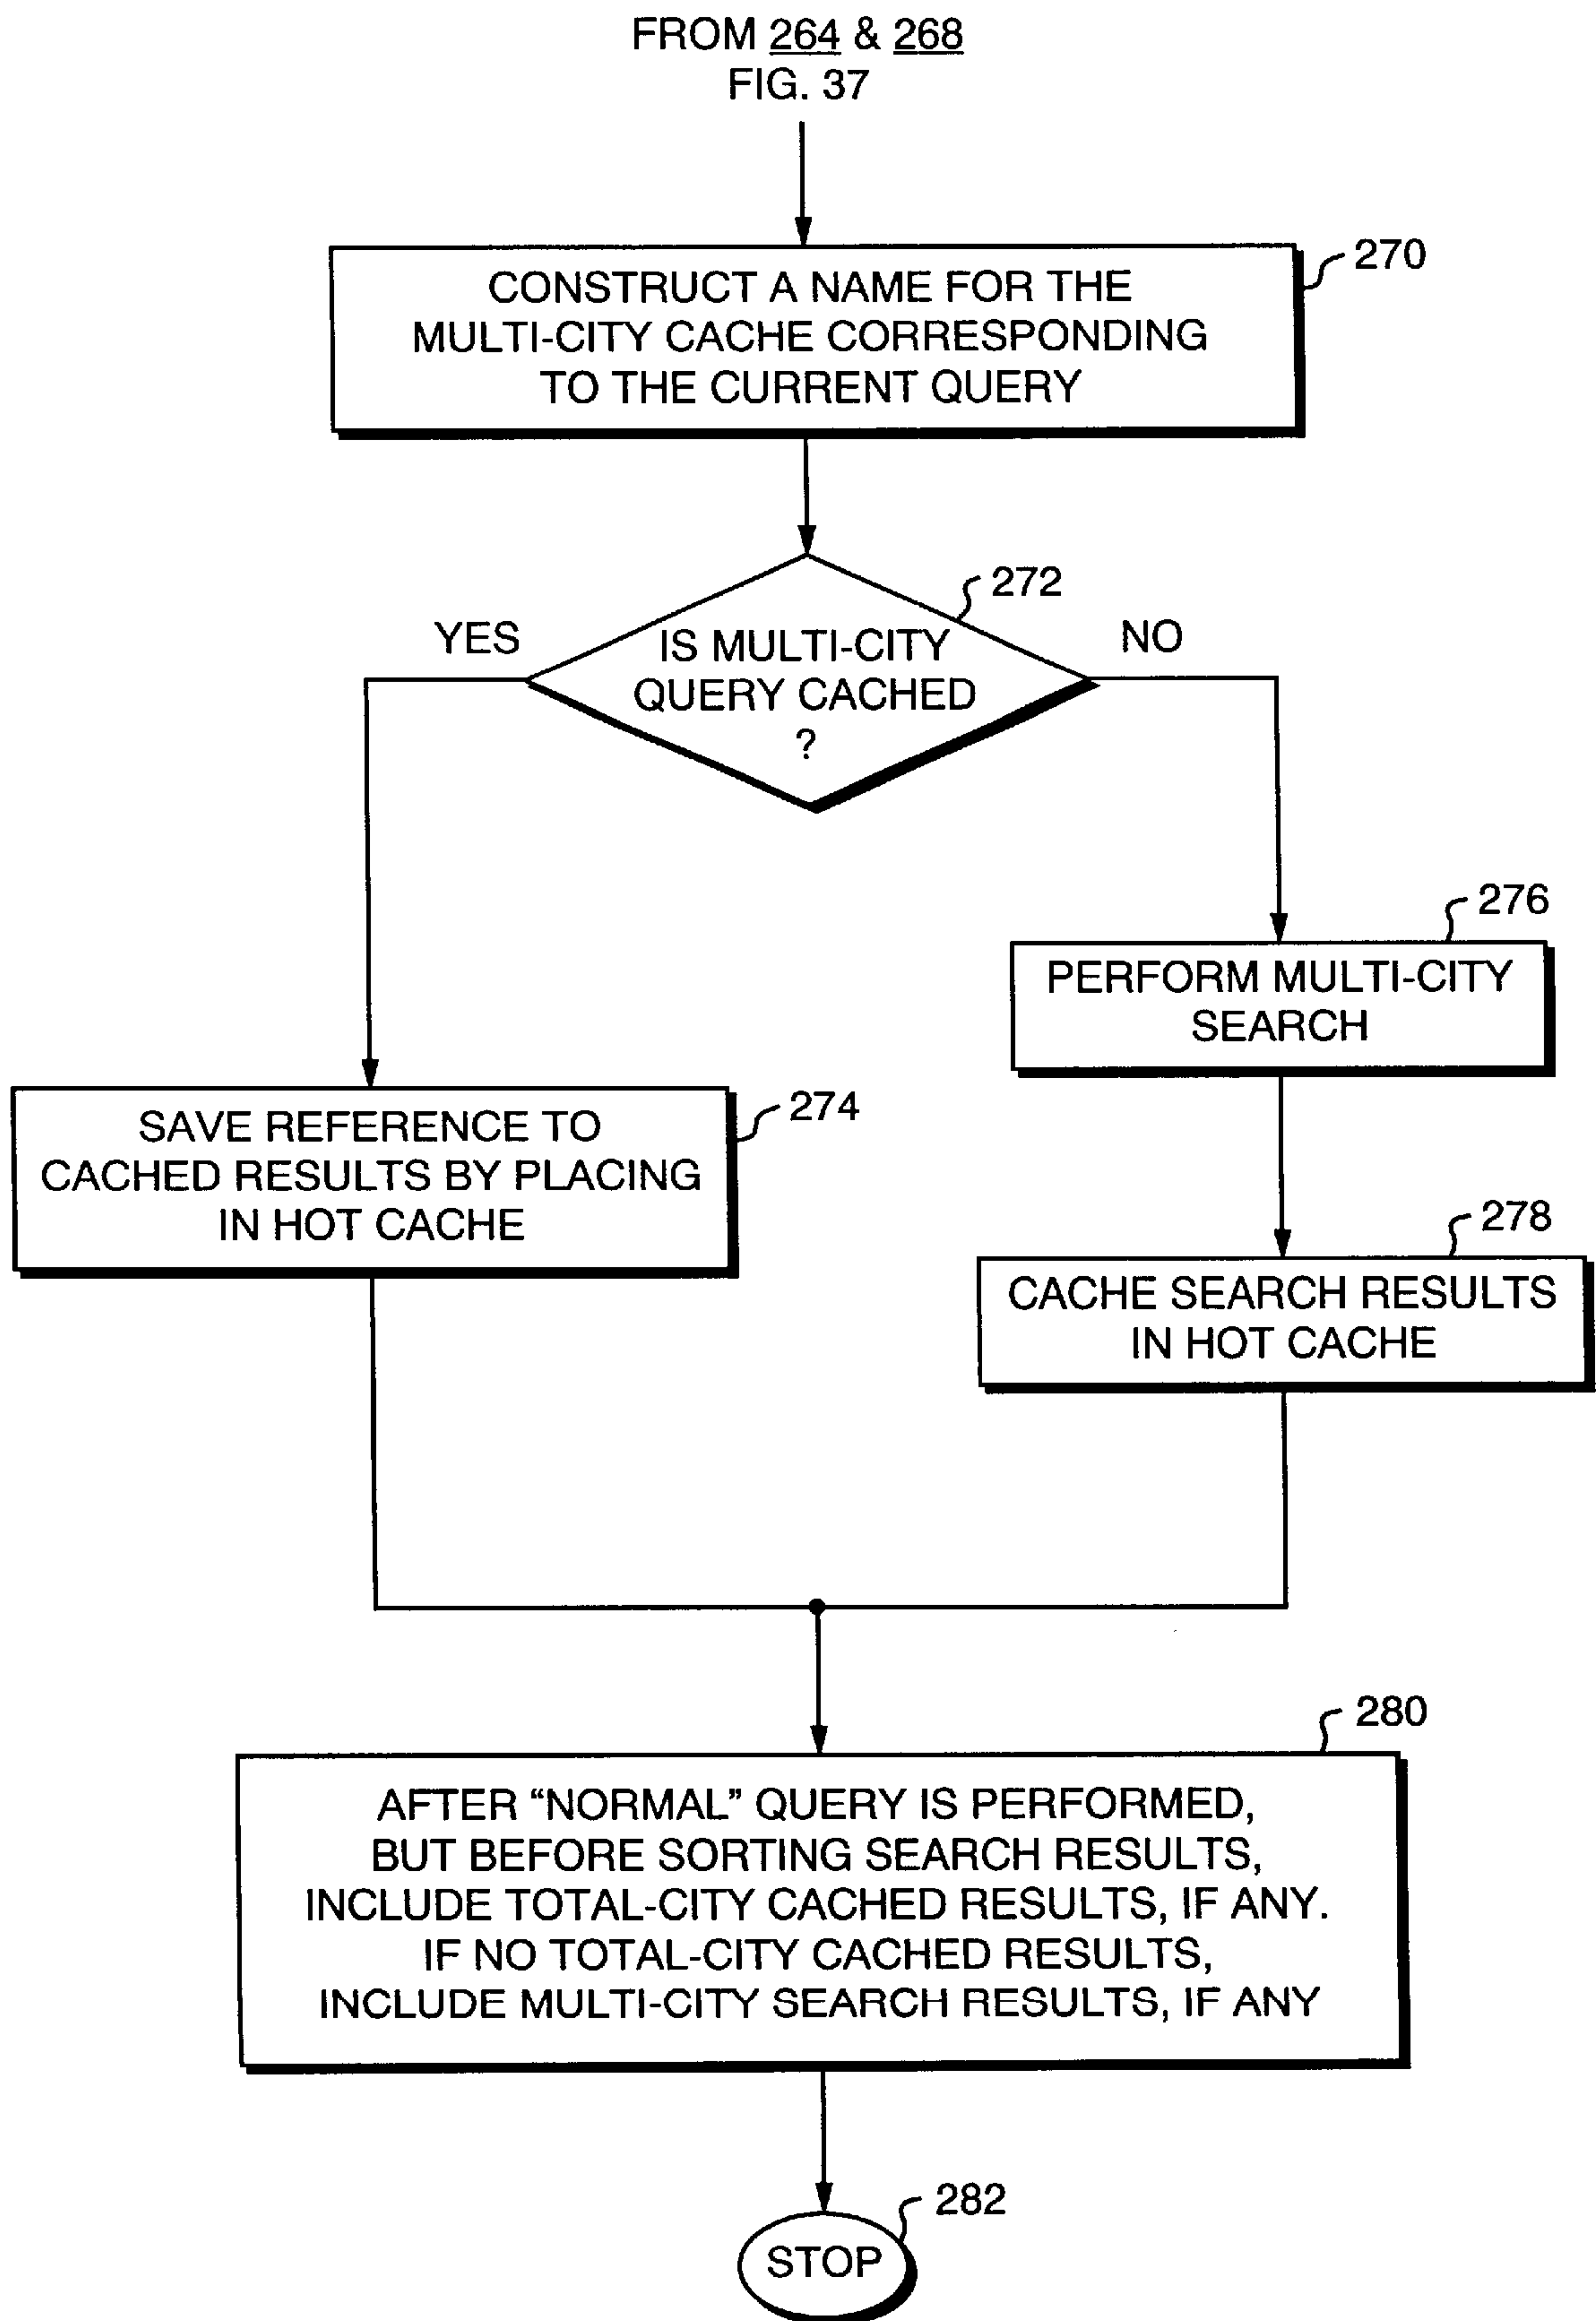 FROM 264 & 268
FIG. 37
270
CONSTRUCT A NAME FOR THE
MULTI-CITY CACHE CORRESPONDING
TO THE CURRENT QUERY
272
YES
IS MULTI-CITY
QUERY CACHED
?
NO
276
PERFORM MULTI-CITY
SEARCH
274
SAVE REFERENCE TO
CACHED RESULTS BY PLACING
IN HOT CACHE
278
CACHE SEARCH RESULTS
IN HOT CACHE
280
AFTER “NORMAL” QUERY IS PERFORMED,
BUT BEFORE SORTING SEARCH RESULTS,
INCLUDE TOTAL-CITY CACHED RESULTS, IF ANY.
IF NO TOTAL-CITY CACHED RESULTS,
INCLUDE MULTI-CITY SEARCH RESULTS, IF ANY
282
STOP